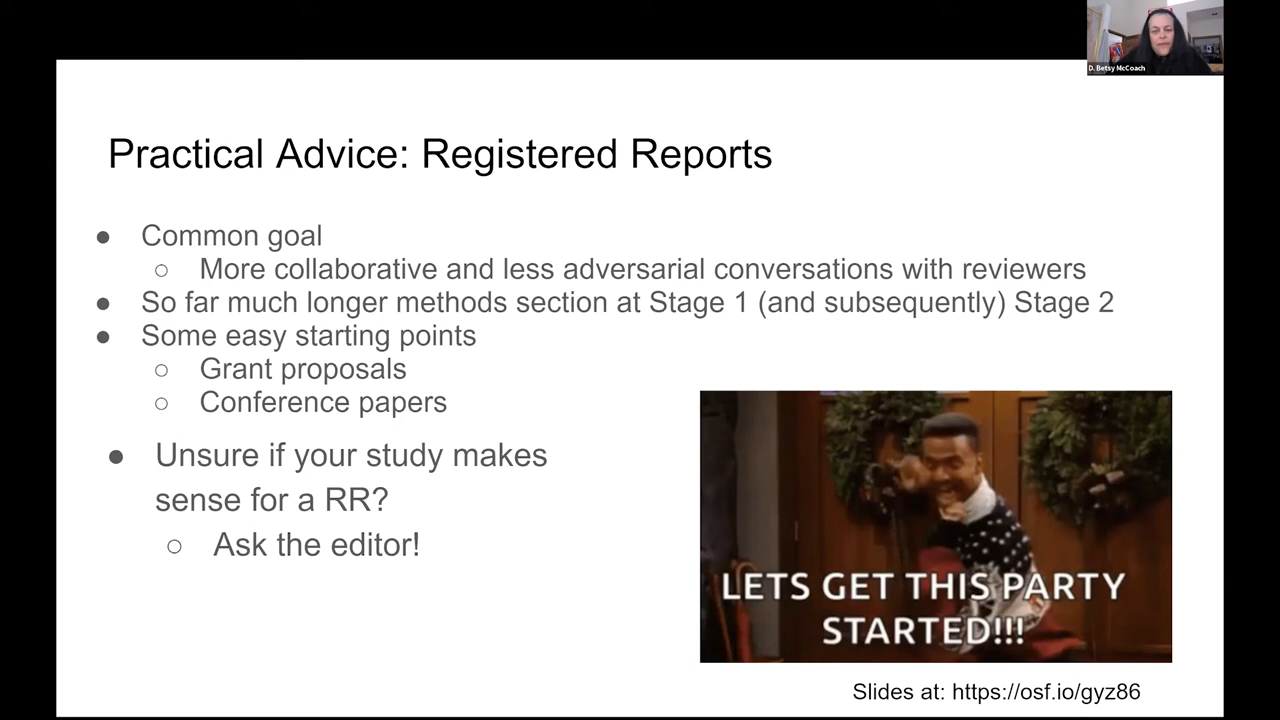 D. Betsy McCoach
Practical Advice: Registered Reports
● Common goal
○ More collaborative and less adversarial conversations with reviewers
● So far much longer methods section at Stage 1 (and subsequently) Stage 2
● Some easy starting points
○ Grant proposals
○ Conference papers
● Unsure if your study makes
sense for a RR?
○ Ask the editor!
LETS GET THIS PARTY
STARTED!!!
Slides at: https://osf.io/gyz86